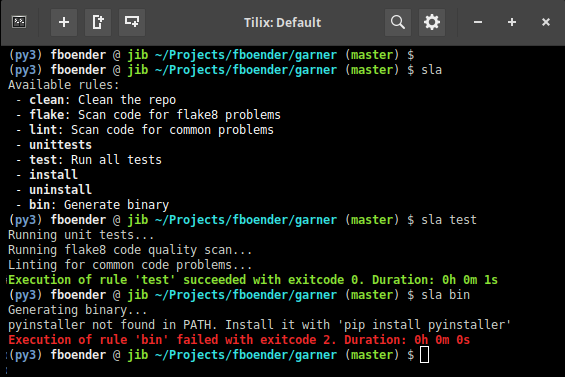 Tilix: Default
(py3) fboender @ jib ~/Projects/fboender/garner (master) $
(py3) fboender @ jib ~/Projects/fboender/garner (master) $ sla
Available rules:
- clean: Clean the repo
- flake: Scan code for flake8 problems
- lint: Scan code for common problems
- unittests
- test: Run all tests
- install
- uninstall
- bin: Generate binary
(py3) fboender @ jib ~/Projects/fboender/garner (master) $ sla test
Running unit tests...
Running flake8 code quality scan...
Linting for common code problems...
Execution of rule 'test' succeeded with exitcode 0. Duration: 0h 0m 1s
(py3) fboender @ jib ~/Projects/fboender/garner (master) $ sla bin
Generating binary...
pyinstaller not found in PATH. Install it with 'pip install pyinstaller'
Execution of rule 'bin' failed with exitcode 2. Duration: 0h 0m 0s
(py3) fboender @ jib ~/Projects/fboender/garner (master) $